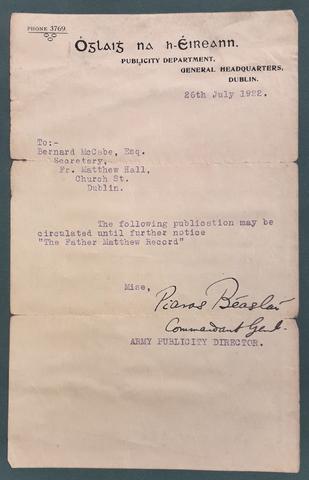 PHONE 3769.
Óglaiġ na h-Éireann.
PUBLICITY DEPARTMENT,
GENERAL HEADQUARTERS,
DUBLIN.
26th July 1922.
To:-
Bernard McCabe, Esq.
Secretary,
Fr. Matthew Hall,
Church St.
Dublin.
The following publication may be
circulated until further notice
"The Father Matthew Record"
Mise,
Piaras Béaslaí
Commandant Genl.
ARMY PUBLICITY DIRECTOR.